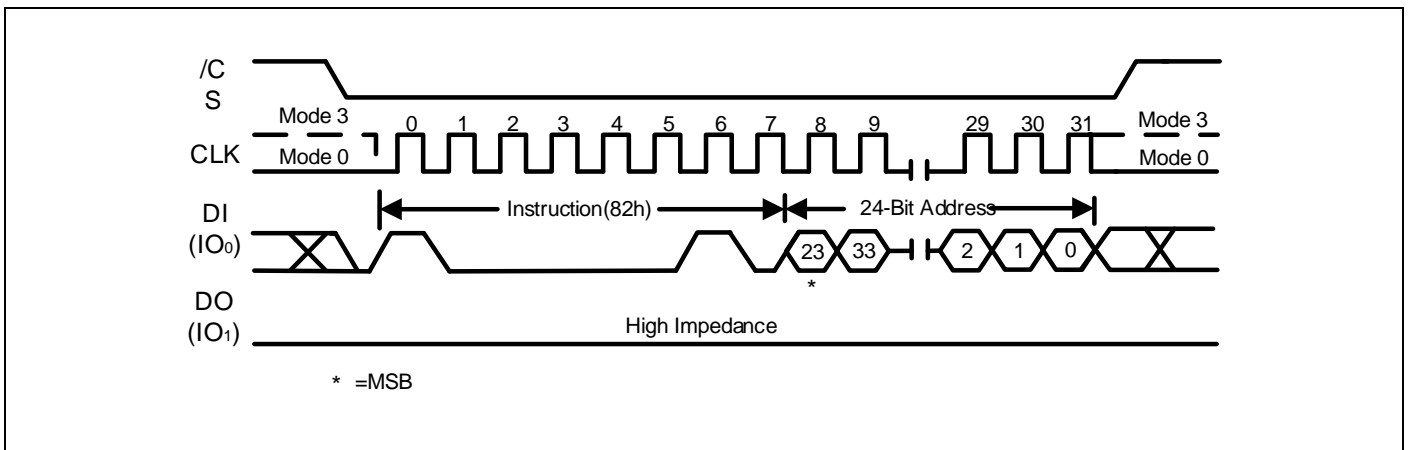 /C
S
Mode 3
0 1 2 3 4 5 6 7 8 9 29 30 31
Mode 3
CLK
Mode 0
Mode 0
DI
(IO₀)
Instruction(82h)
24-Bit Address
23 33 2 1 0
*
DO
(IO₁)
High Impedance
* =MSB